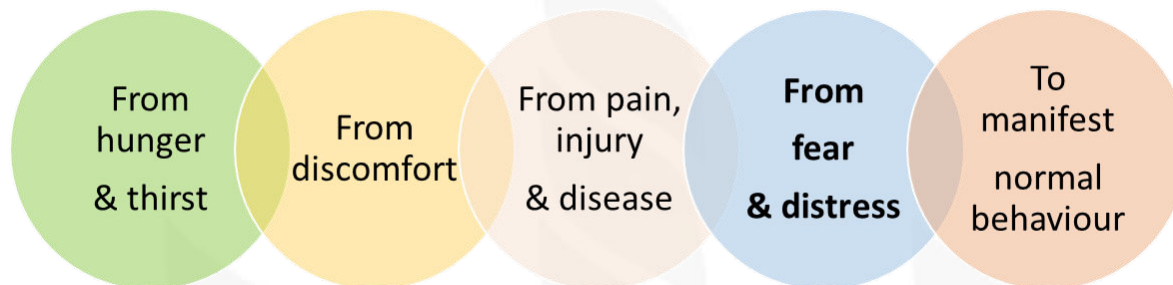 From
hunger
& thirst
From
discomfort
From pain,
injury
& disease
From
fear
& distress
To
manifest
normal
behaviour